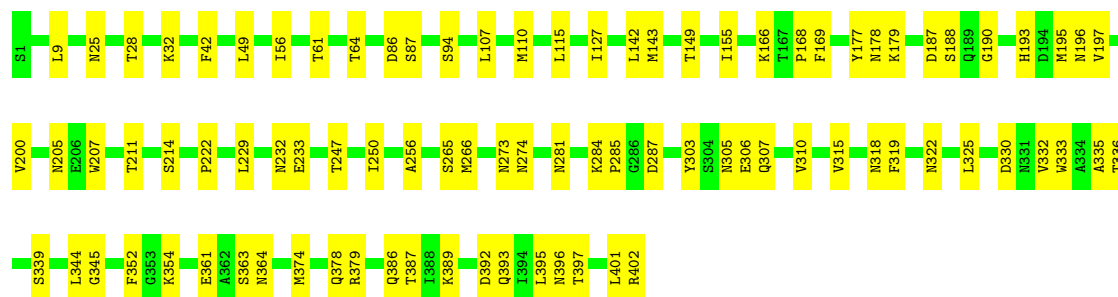 S1 L9 N25 T28 K32 F42 L49 I56 T61 T64 D86 S87 S94 L107 M110 L115 I127 L142 M143 T149 I155 K166 T167 P168 F169 Y177 N178 K179 D187 S188 Q189 G190 H193 D194 M195 N196 V197
V200 N205 E206 W207 T211 S214 P222 L229 N232 E233 T247 I250 A256 S265 M266 N273 N274 N281 K284 P285 G286 D287 Y303 S304 N305 E306 Q307 V310 V315 N318 F319 N322 L325 D330 N331 V332 W333 A334 A335 T336
S339 L344 G345 F352 G353 K354 E361 A362 S363 N364 M374 Q378 R379 Q386 T387 I388 K389 D392 Q393 I394 L395 N396 T397 L401 R402